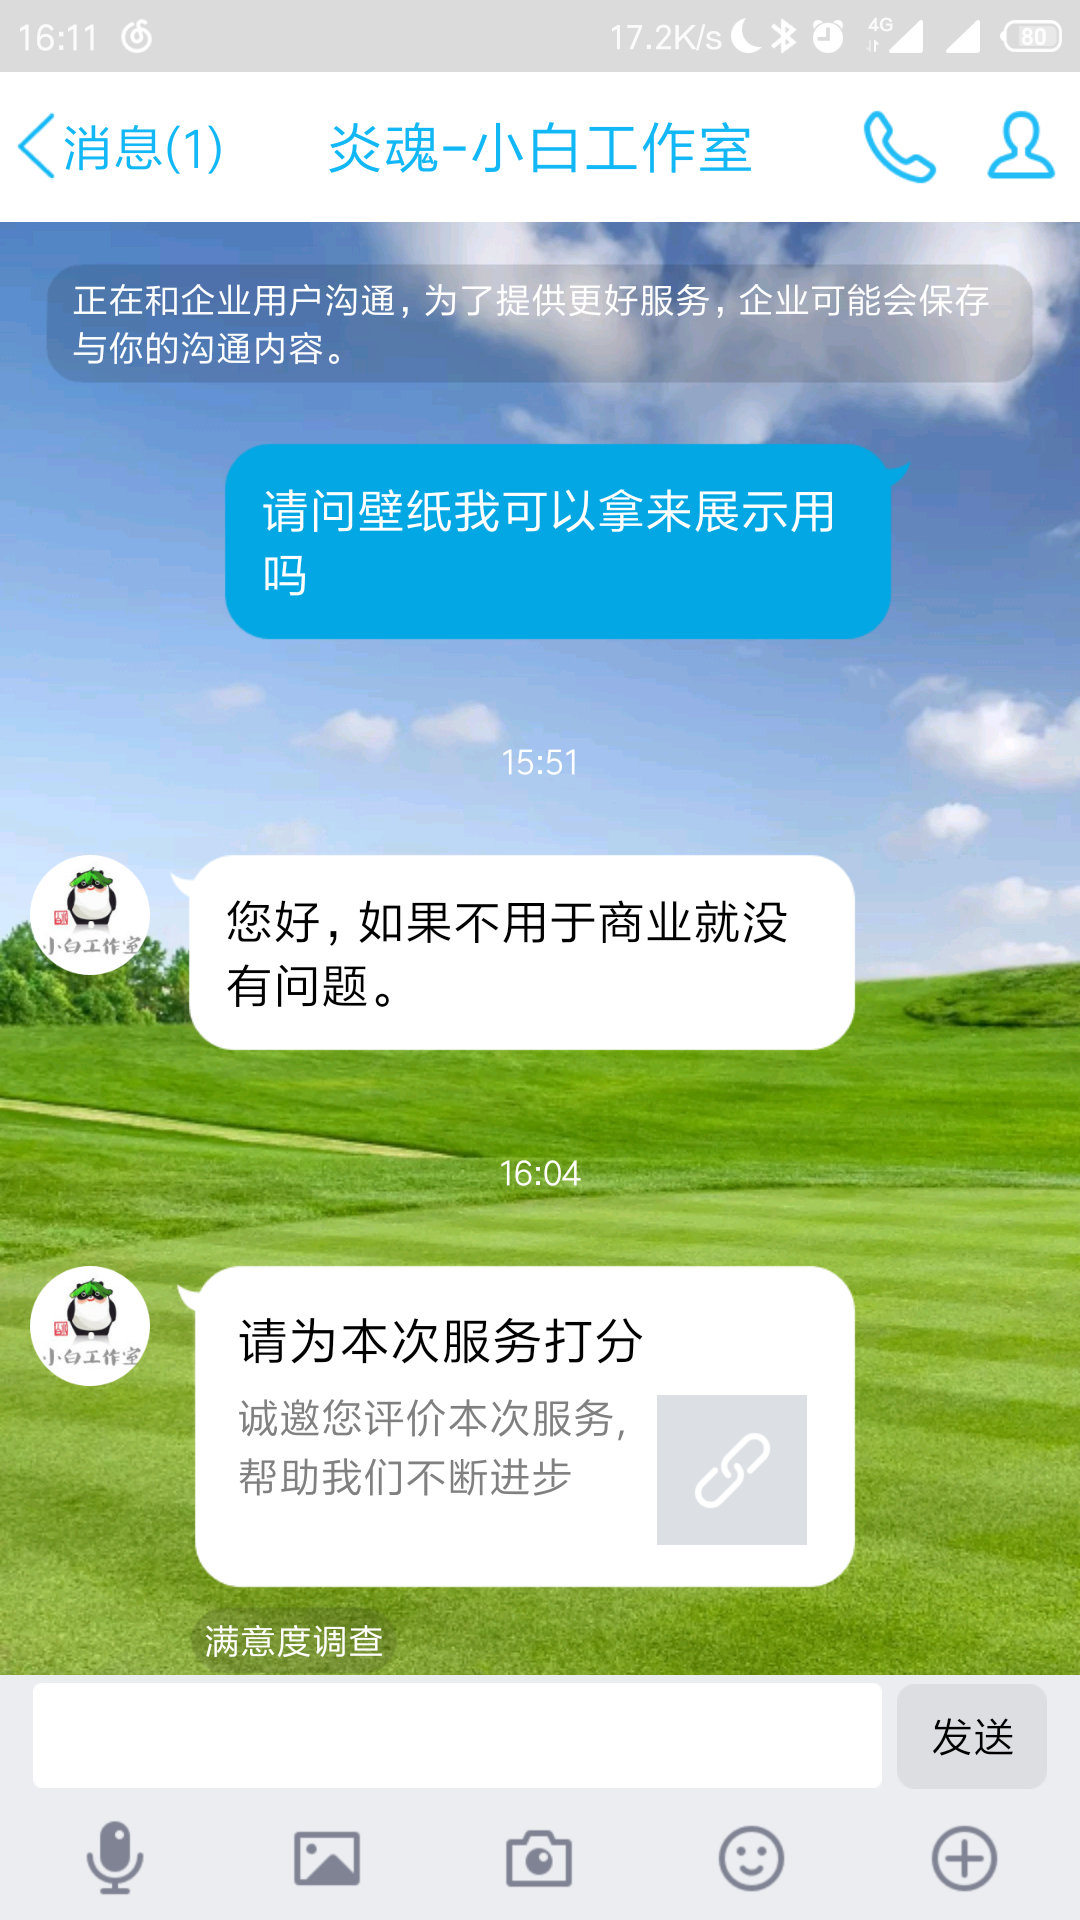 16:11
17.2K/s
4G
80
消息(1)
炎魂-小白工作室
正在和企业用户沟通，为了提供更好服务，企业可能会保存
与你的沟通内容。
请问壁纸我可以拿来展示用
吗
15:51
小白工作室
您好，如果不用于商业就没
有问题。
16:04
小白工作室
请为本次服务打分
诚邀您评价本次服务，
帮助我们不断进步
满意度调查
发送